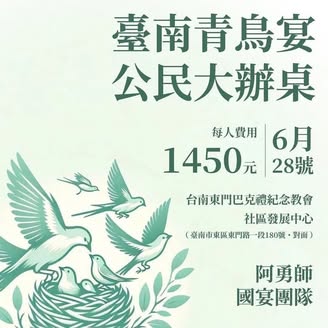 臺南青鳥宴
公民大辦桌
每人費用
1450元
6月
28號
台南東門巴克禮紀念教會
社區發展中心
（臺南市東區東門路一段180號，對面）
阿勇師
國宴團隊